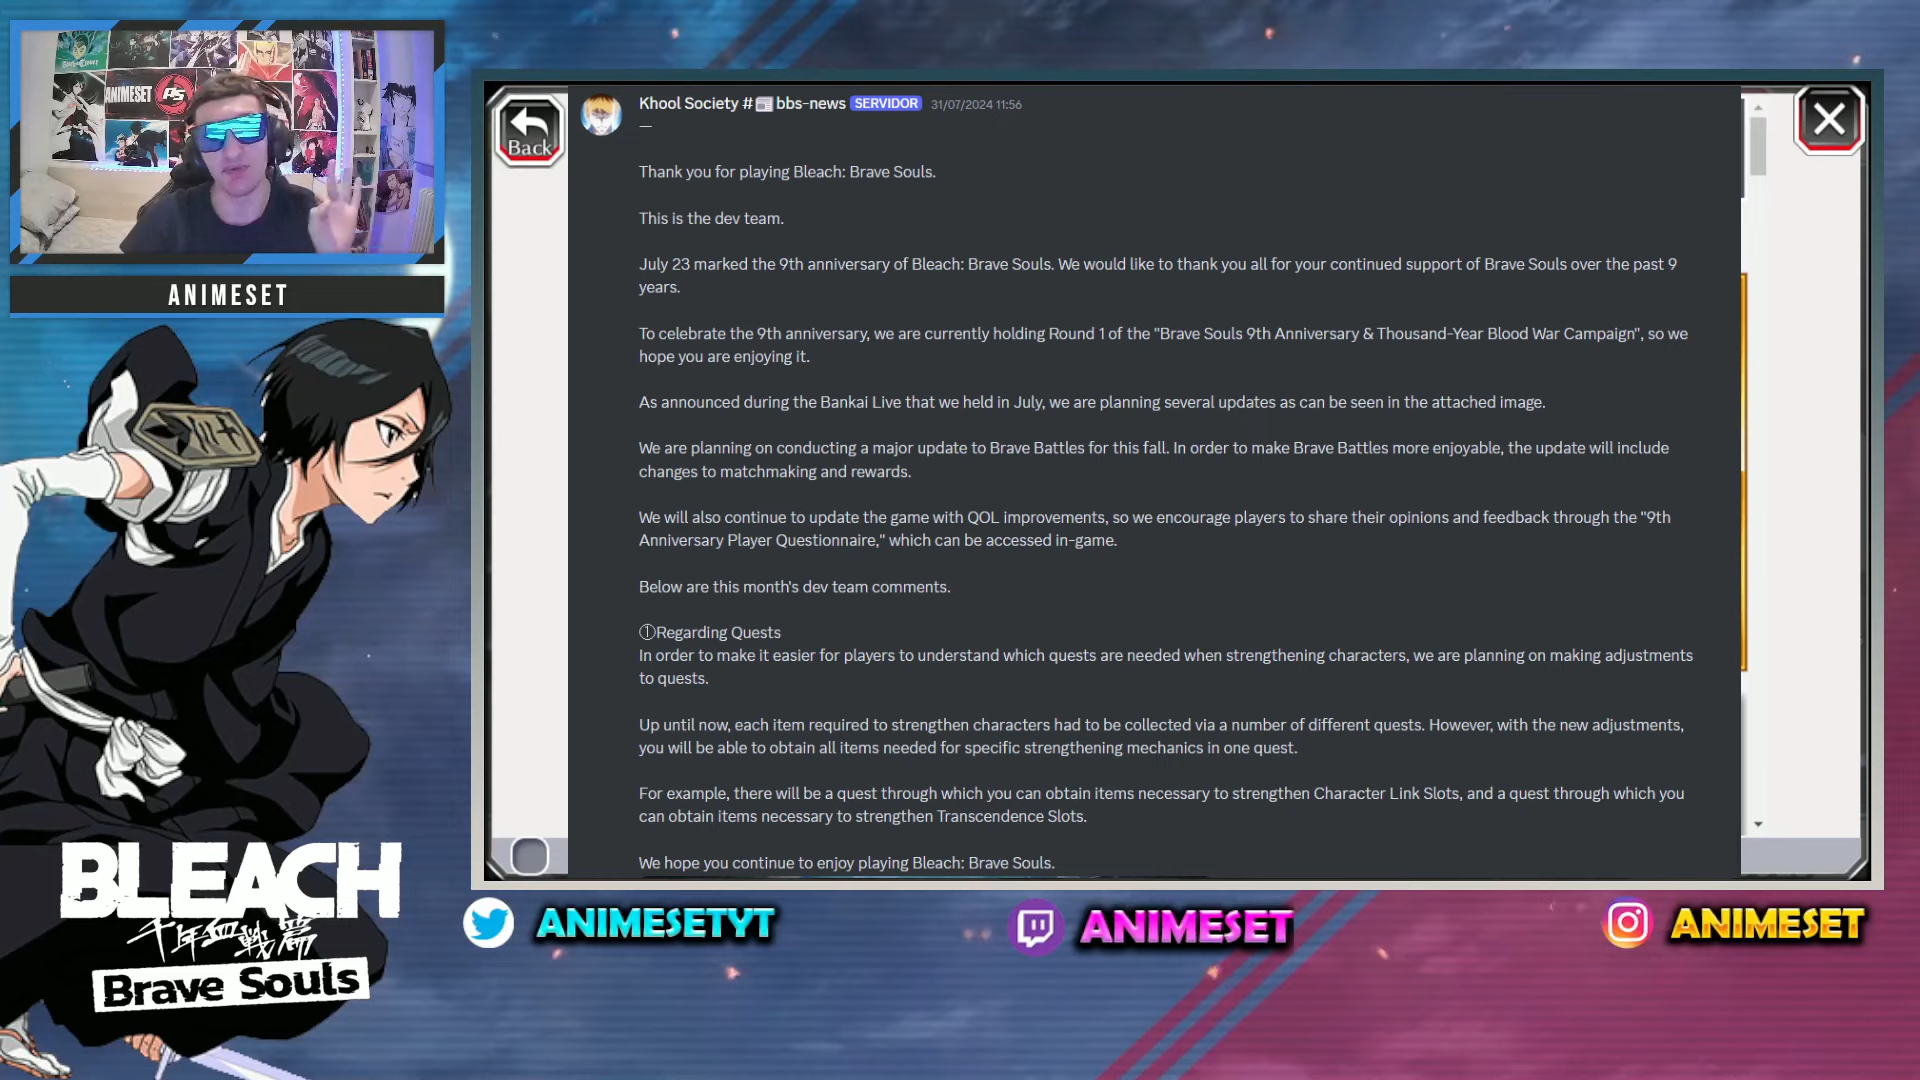 ANIMESET
ANIMESET
Back
Khool Society # bbs-news SERVIDOR 31/07/2024 11:56
—
Thank you for playing Bleach: Brave Souls.
This is the dev team.
July 23 marked the 9th anniversary of Bleach: Brave Souls. We would like to thank you all for your continued support of Brave Souls over the past 9
years.
To celebrate the 9th anniversary, we are currently holding Round 1 of the "Brave Souls 9th Anniversary & Thousand-Year Blood War Campaign", so we
hope you are enjoying it.
As announced during the Bankai Live that we held in July, we are planning several updates as can be seen in the attached image.
We are planning on conducting a major update to Brave Battles for this fall. In order to make Brave Battles more enjoyable, the update will include
changes to matchmaking and rewards.
We will also continue to update the game with QOL improvements, so we encourage players to share their opinions and feedback through the "9th
Anniversary Player Questionnaire," which can be accessed in-game.
Below are this month's dev team comments.
①Regarding Quests
In order to make it easier for players to understand which quests are needed when strengthening characters, we are planning on making adjustments
to quests.
Up until now, each item required to strengthen characters had to be collected via a number of different quests. However, with the new adjustments,
you will be able to obtain all items needed for specific strengthening mechanics in one quest.
For example, there will be a quest through which you can obtain items necessary to strengthen Character Link Slots, and a quest through which you
can obtain items necessary to strengthen Transcendence Slots.
We hope you continue to enjoy playing Bleach: Brave Souls.
BLEACH
千年血戦篇
Brave Souls
ANIMESETYT
ANIMESET
ANIMESET